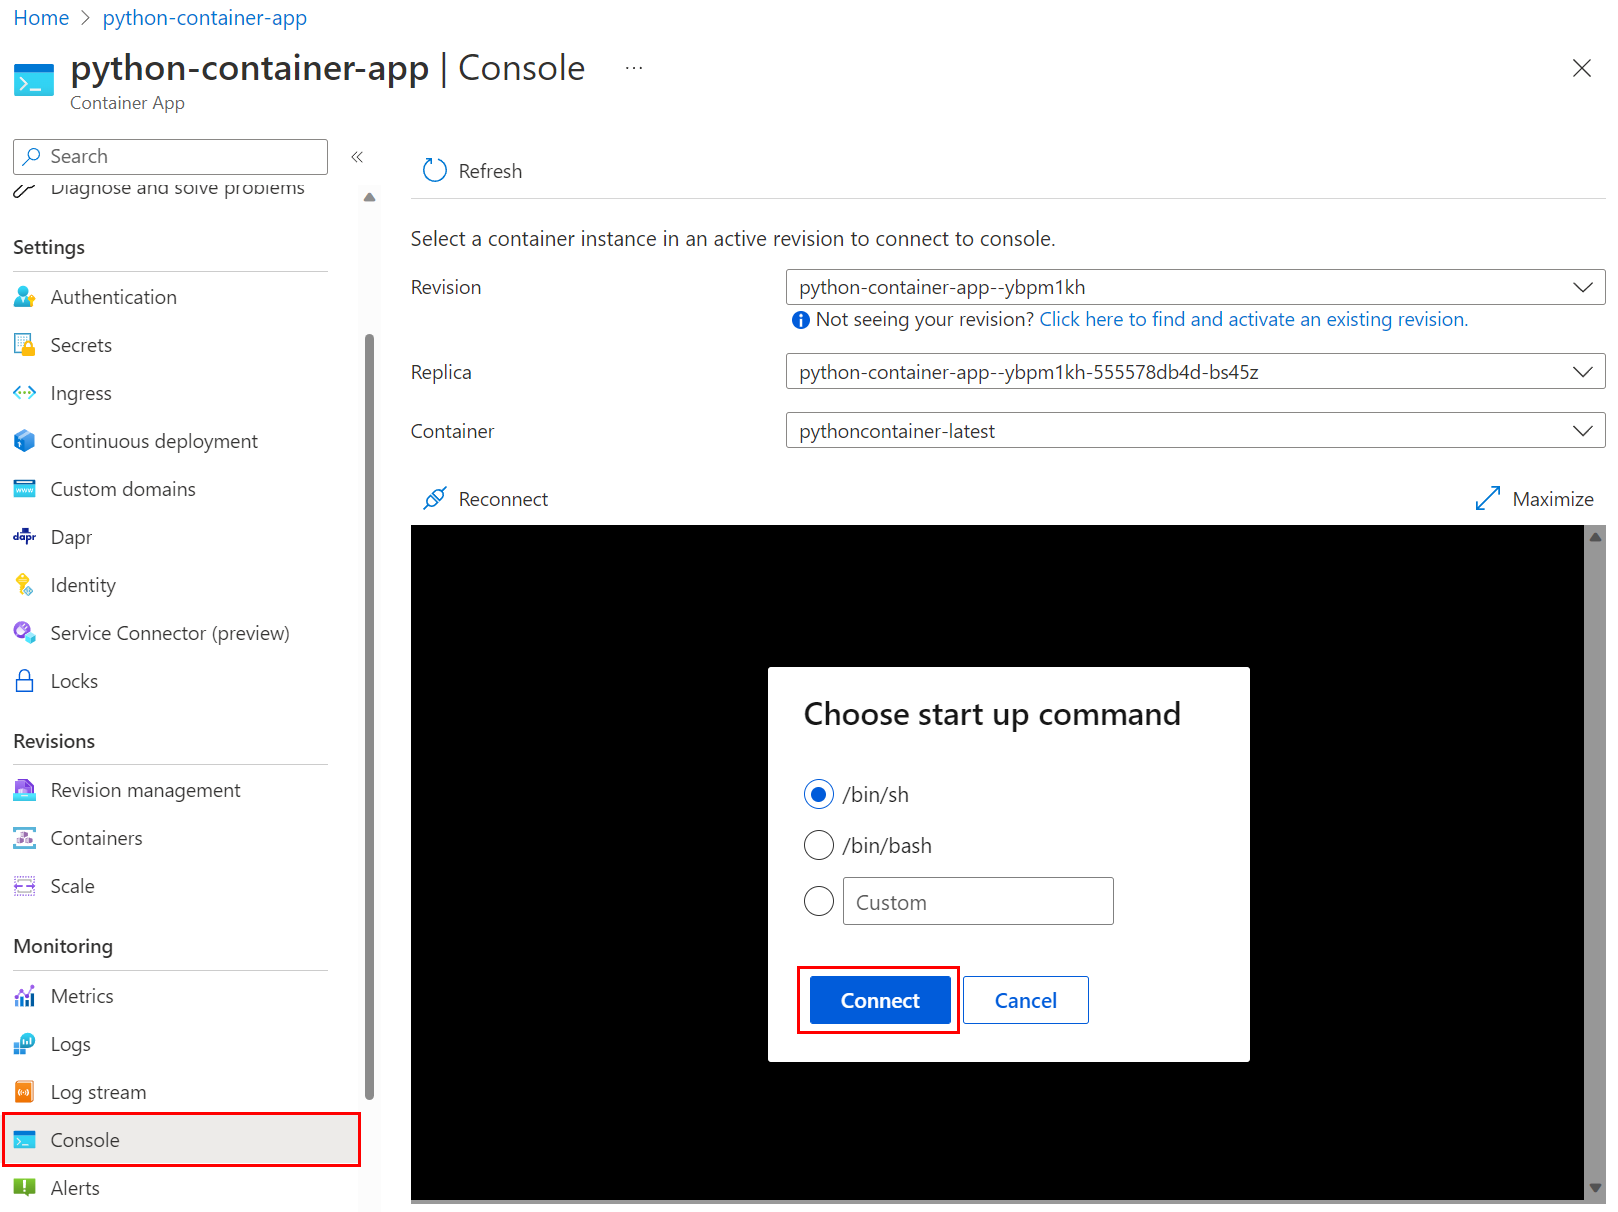 Home > python-container-app
python-container-app | Console ...
Container App
Search
«
Diagnose and solve problems
Settings
Authentication
Secrets
Ingress
Continuous deployment
www
Custom domains
dapr
Dapr
Identity
Service Connector (preview)
Locks
Revisions
Revision management
Containers
Scale
Monitoring
Metrics
Logs
Log stream
Console
Alerts
Refresh
Select a container instance in an active revision to connect to console.
Revision
python-container-app--ybpm1kh
Not seeing your revision? Click here to find and activate an existing revision.
Replica
python-container-app--ybpm1kh-555578db4d-bs45z
Container
pythoncontainer-latest
Reconnect
Maximize
Choose start up command
/bin/sh
/bin/bash
Custom
Connect
Cancel